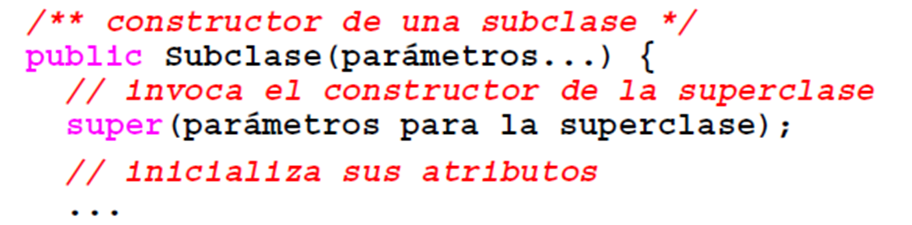 /** constructor de una subclase */
public Subclase(parámetros...) {
// invoca el constructor de la superclase
super(parámetros para la superclase);
// inicializa sus atributos
...